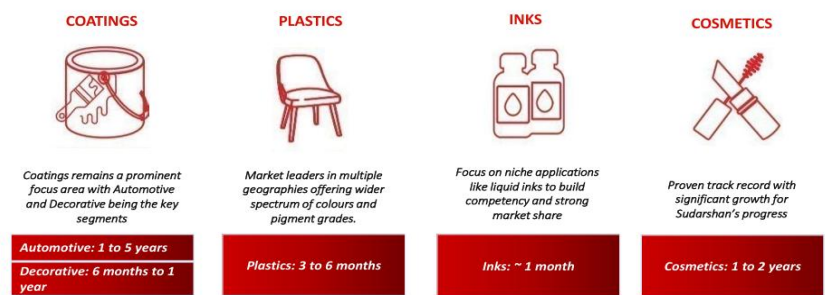 COATINGS
Coatings remains a prominent
focus area with Automotive
and Decorative being the key
segments
Automotive: 1 to 5 years
Decorative: 6 months to 1
year
PLASTICS
Market leaders in multiple
geographies offering wider
spectrum of colours and
pigment grades.
Plastics: 3 to 6 months
INKS
Focus on niche applications
like liquid inks to build
competency and strong
market share
Inks: ~ 1 month
COSMETICS
Proven track record with
significant growth for
Sudarshan's progress
Cosmetics: 1 to 2 years